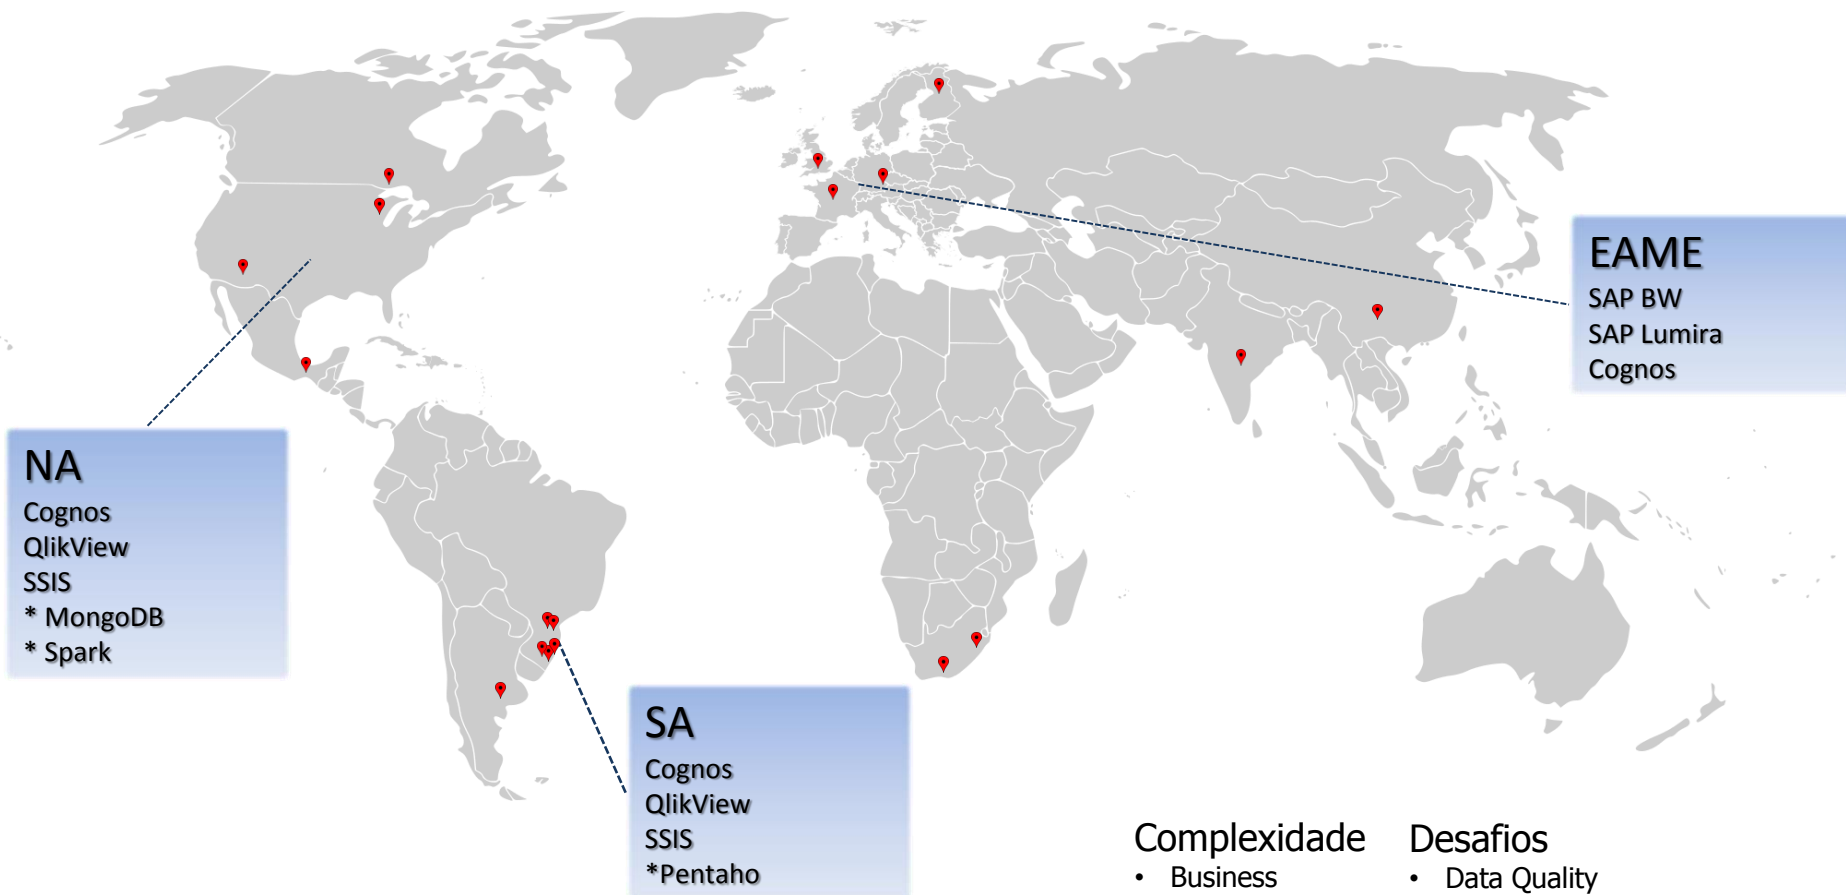 EAME
SAP BW
SAP Lumira
Cognos
NA
Cognos
QlikView
SSIS
* MongoDB
* Spark
SA
Cognos
QlikView
SSIS
*Pentaho
Complexidade
• Business
Desafios
• Data Quality